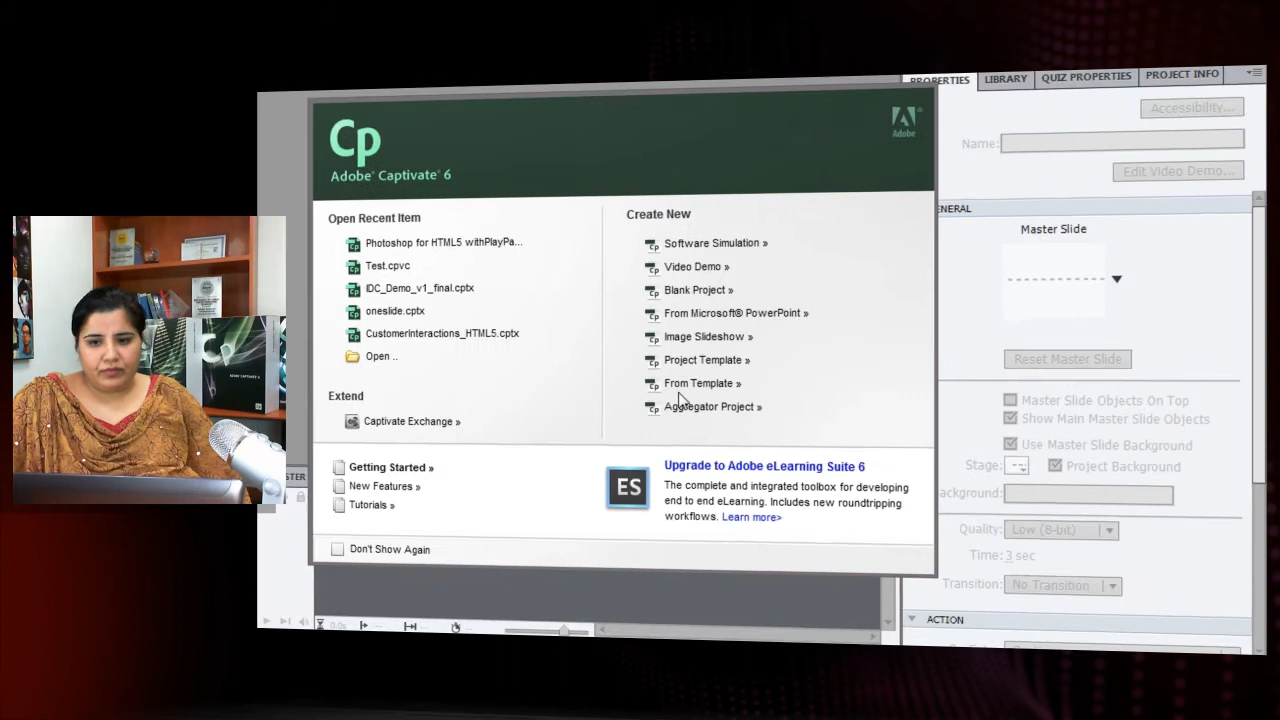 Cp
Adobe® Captivate® 6
Adobe®
Open Recent Item
Photoshop for HTML5 withPlayPa...
Test.cpvc
IDC_Demo_v1_final.cptx
oneslide.cptx
CustomerInteractions_HTML5.cptx
Open ..
Extend
Captivate Exchange »
Create New
Software Simulation »
Video Demo »
Blank Project »
From Microsoft® PowerPoint »
Image Slideshow »
Project Template »
From Template »
Aggregator Project »
Getting Started »
New Features »
Tutorials »
ES
Upgrade to Adobe eLearning Suite 6
The complete and integrated toolbox for developing
end to end eLearning. Includes new roundtripping
workflows. Learn more>
Don't Show Again
PROPERTIES LIBRARY QUIZ PROPERTIES PROJECT INFO
Accessibility...
Name:
Edit Video Demo...
ENERAL
Master Slide
Reset Master Slide
Master Slide Objects On Top
Show Main Master Slide Objects
Use Master Slide Background
Stage: Project Background
ackground:
Quality: Low (8-bit)
Time: 3 sec
Transition: No Transition
ACTION
STER
0.0s